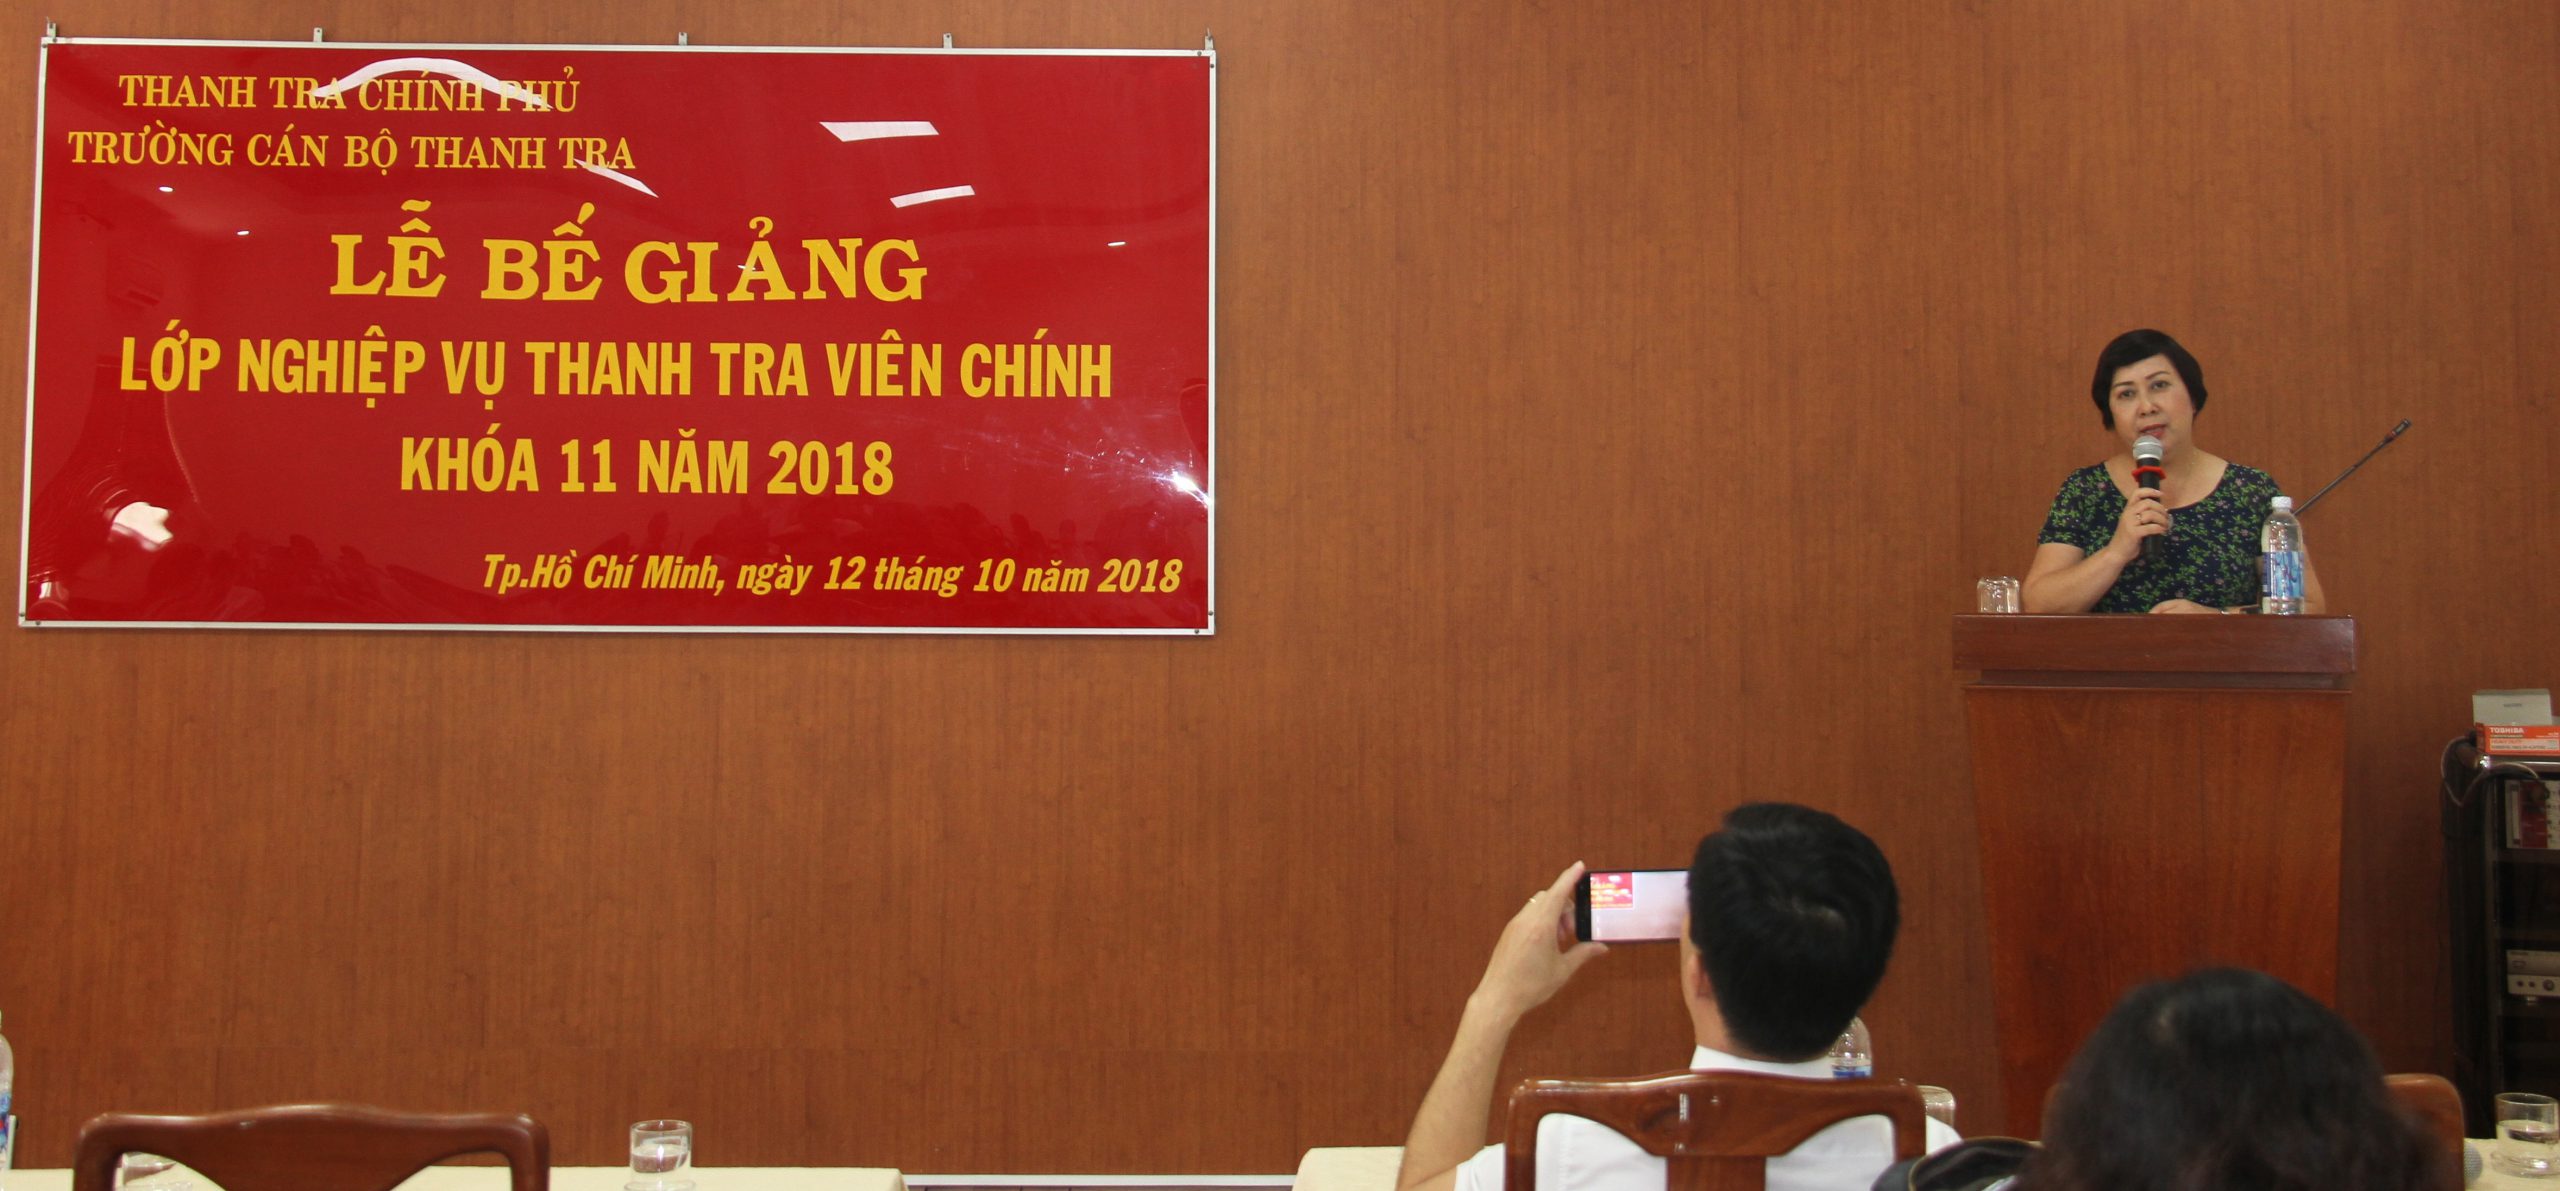 THANH TRA CHÍNH PHỦ
TRƯỜNG CÁN BỘ THANH TRA
LỄ BẾ GIẢNG
LỚP NGHIỆP VỤ THANH TRA VIÊN CHÍNH
KHÓA 11 NĂM 2018
Tp.Hồ Chí Minh, ngày 12 tháng 10 năm 2018
TOSHIBA